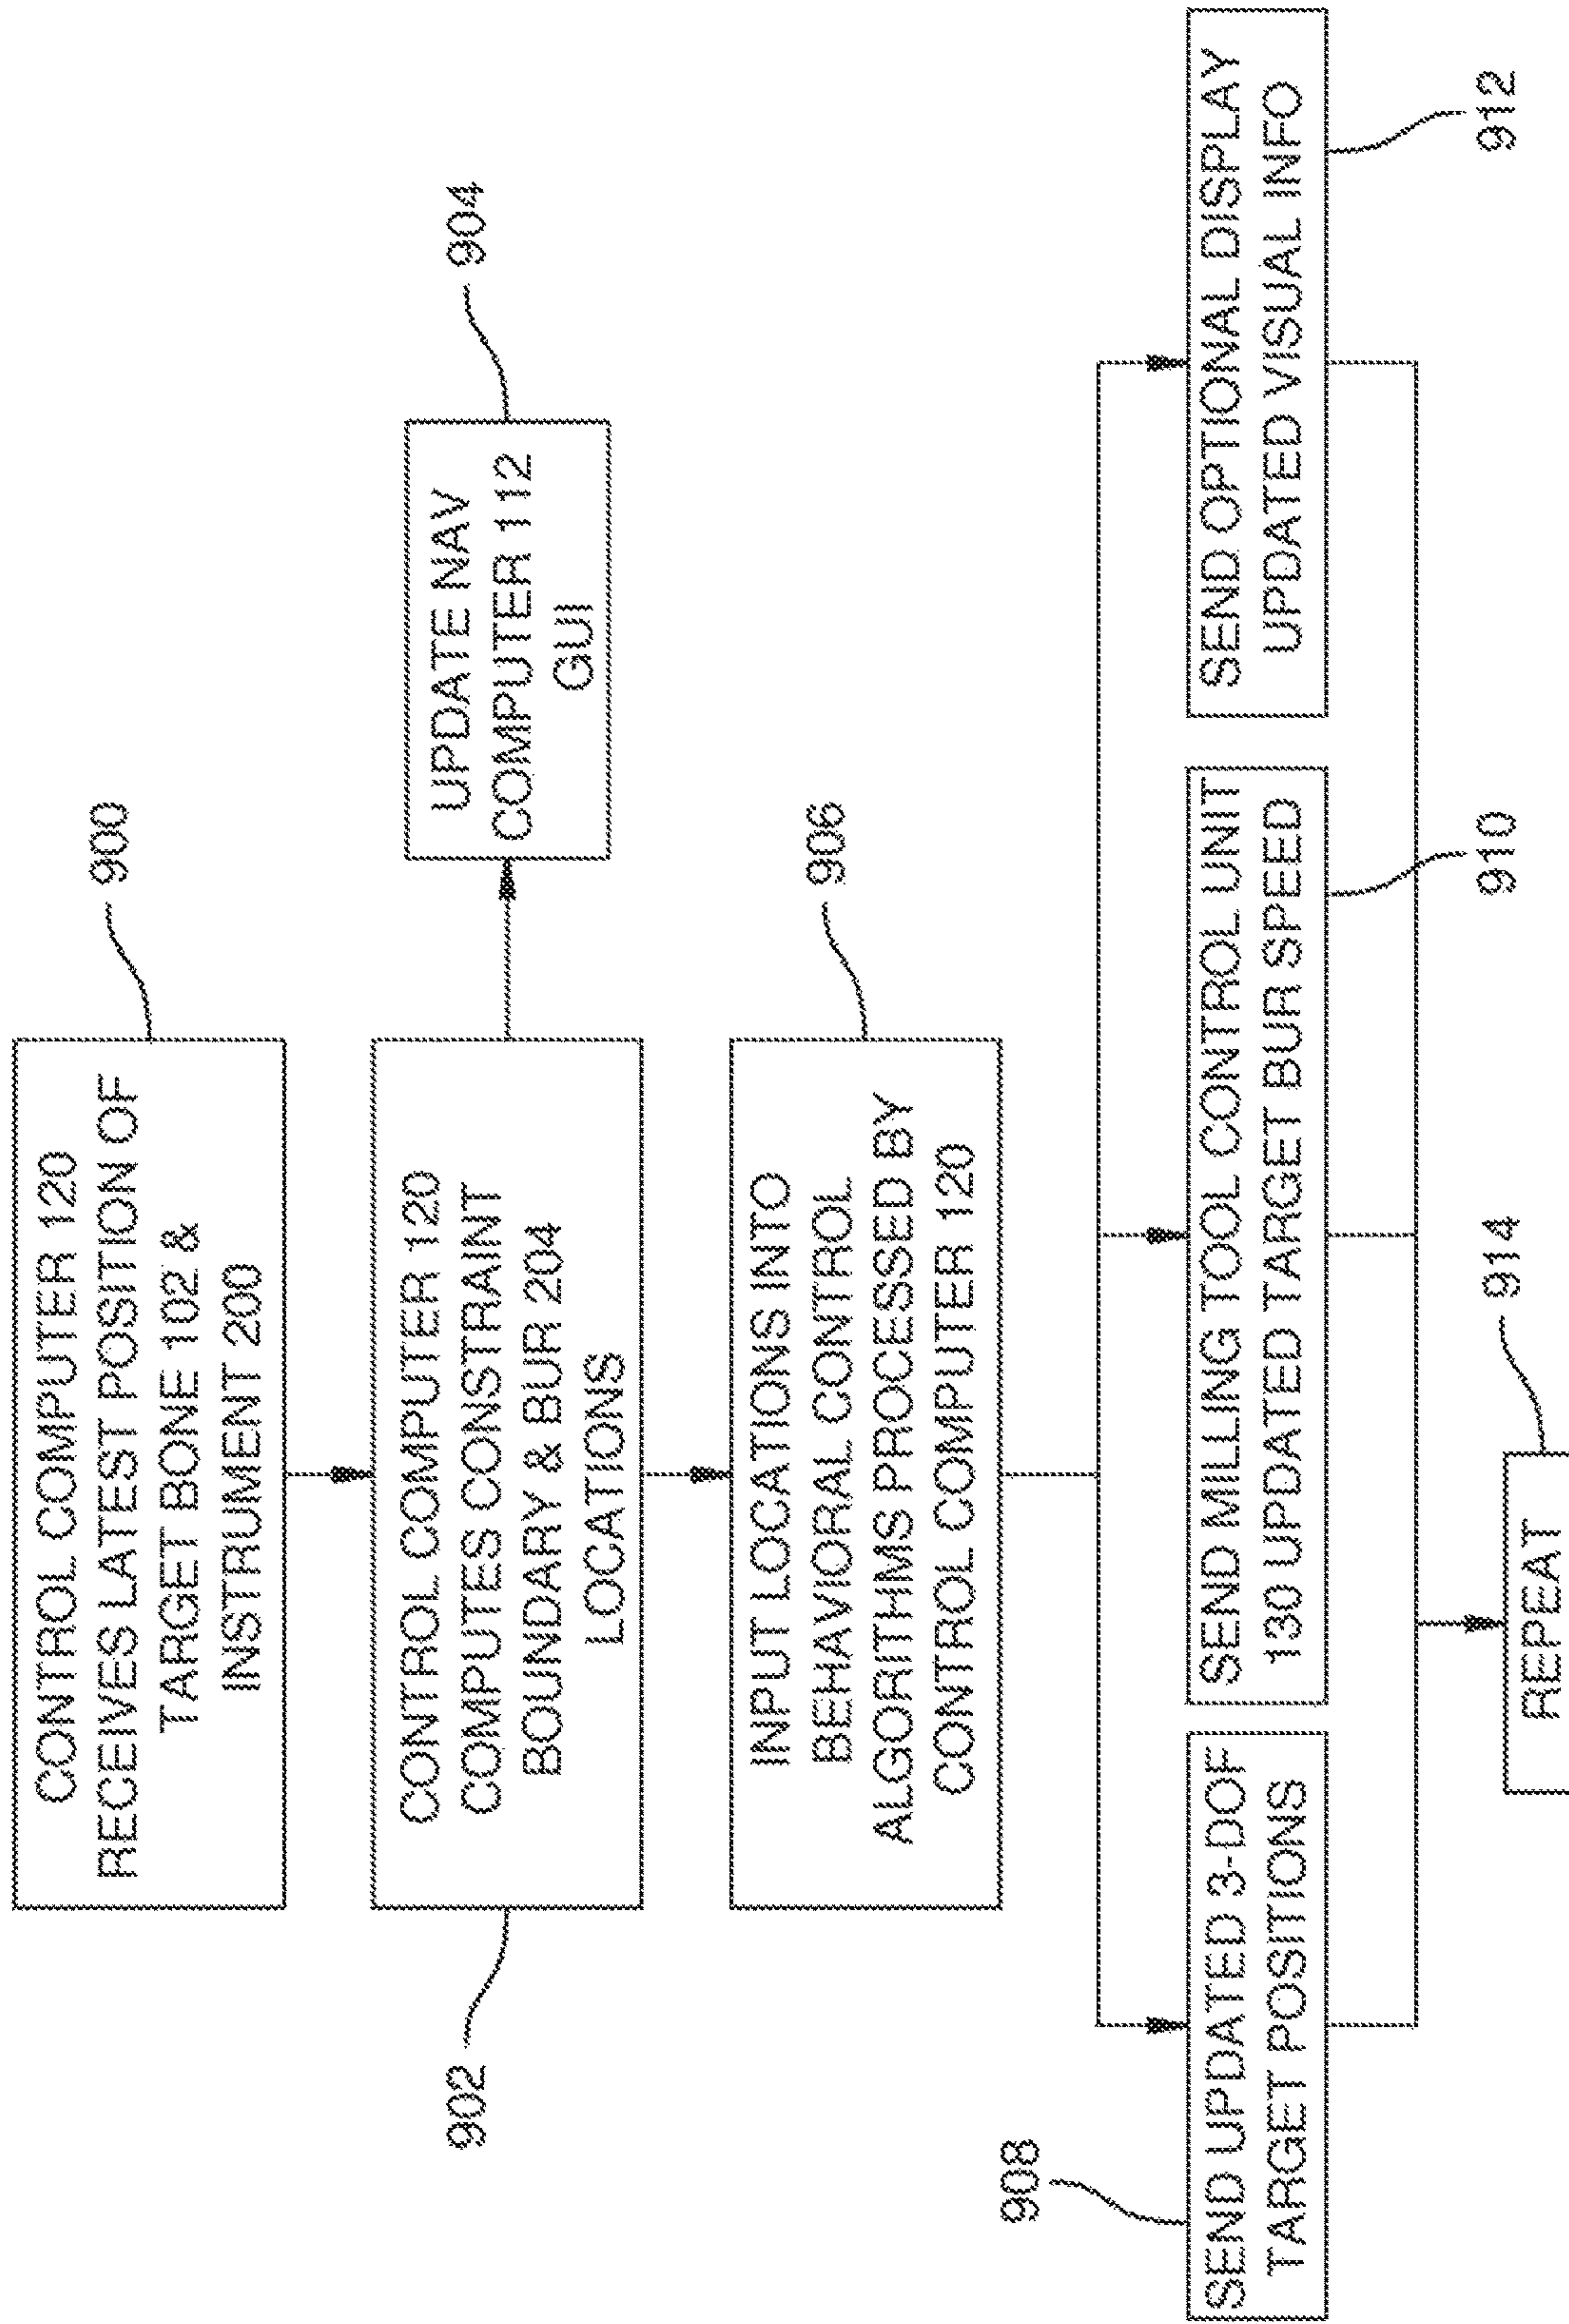 CONTROL COMPUTER 120
RECEIVES LATEST POSITION OF
TARGET BONE 102 &
INSTRUMENT 200
900
CONTROL COMPUTER 120
COMPUTES CONSTRAINT
BOUNDARY & BUR 204
LOCATIONS
902
UPDATE NAV
COMPUTER 112
GUI
904
INPUT LOCATIONS INTO
BEHAVIORAL CONTROL
ALGORITHMS PROCESSED BY
CONTROL COMPUTER 120
906
SEND UPDATED 3-DOF
TARGET POSITIONS
908
SEND MILLING TOOL CONTROL UNIT
130 UPDATED TARGET BUR SPEED
910
SEND OPTIONAL DISPLAY
UPDATED VISUAL INFO
912
REPEAT
914